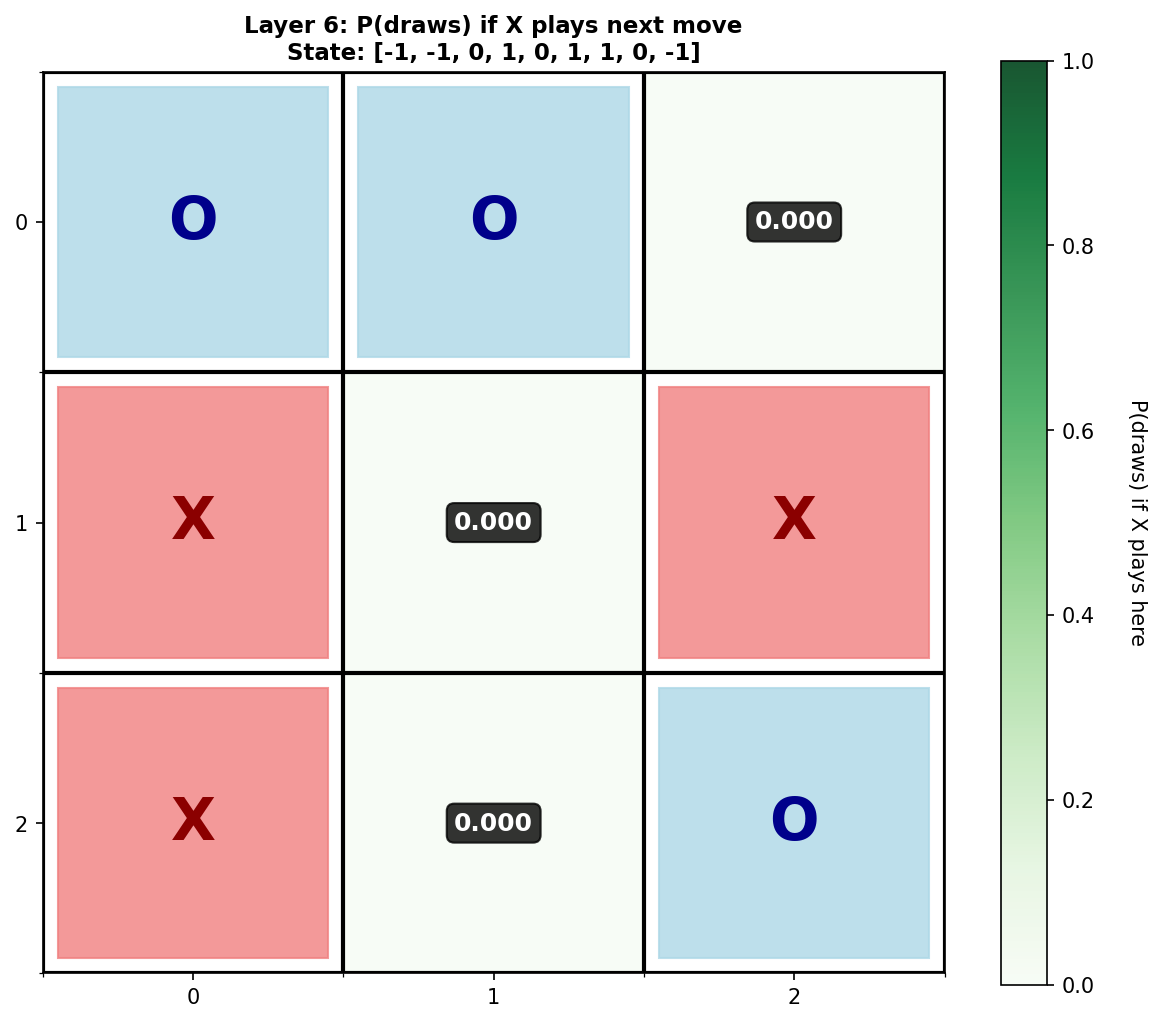 Layer 6: P(draws) if X plays next move
State: [-1, -1, 0, 1, 0, 1, 1, 0, -1]
0
O
O
0.000
1
X
0.000
X
2
X
0.000
O
0
1
2
1.0
0.8
0.6
0.4
0.2
0.0
P(draws) if X plays here